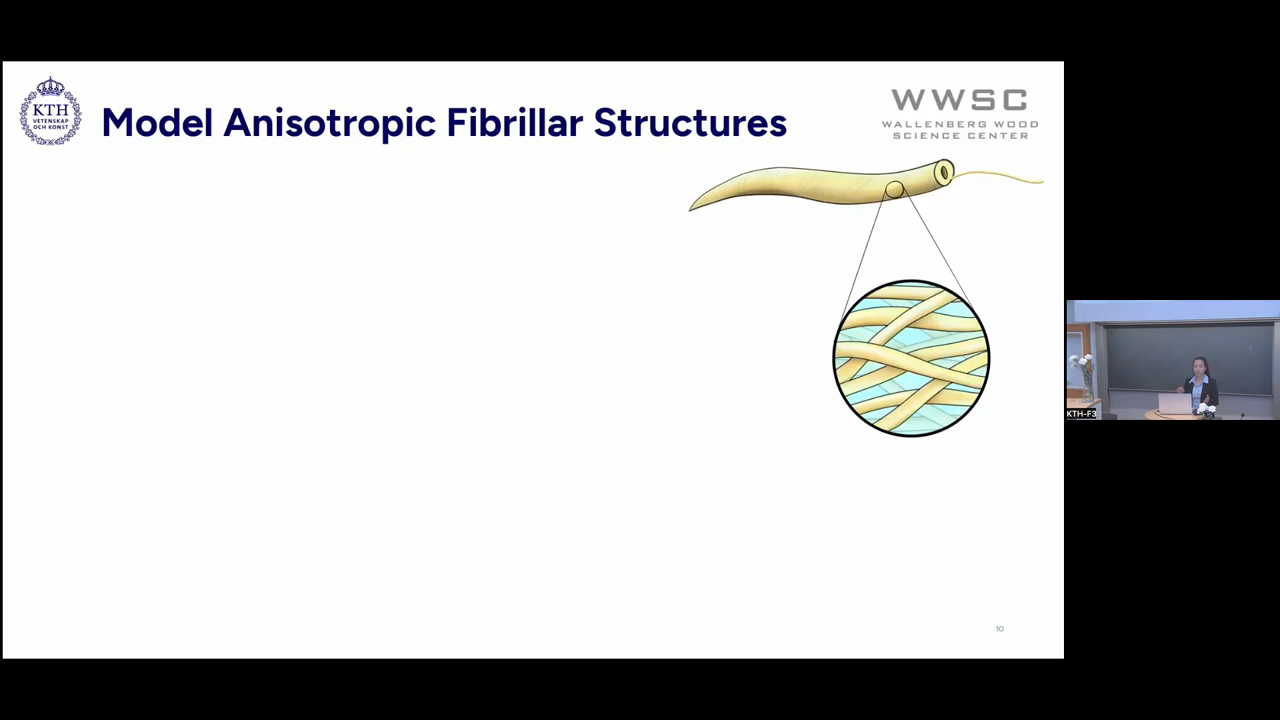 KTH
VETENSKAP
OCH KONST
Model Anisotropic Fibrillar Structures
WWSC
WALLENBERG WOOD
SCIENCE CENTER
KTH-F3
10